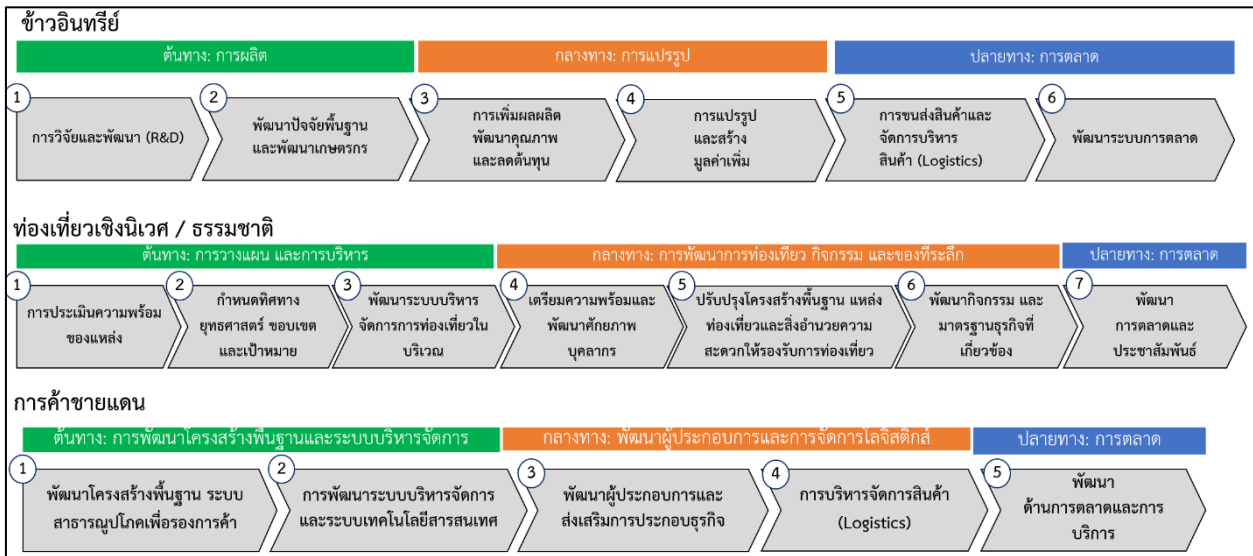 ข้าวอินทรีย์
ต้นทาง: การผลิต
กลางทาง: การแปรรูป
ปลายทาง: การตลาด
1
การวิจัยและพัฒนา (R&D)
2
พัฒนาปัจจัยพื้นฐาน
และพัฒนาเกษตรกร
3
การเพิ่มผลผลิต
พัฒนาคุณภาพ
และลดต้นทุน
4
การแปรรูป
และสร้าง
มูลค่าเพิ่ม
5
การขนส่งสินค้าและ
จัดการบริหาร
สินค้า (Logistics)
6
พัฒนาระบบการตลาด
ท่องเที่ยวเชิงนิเวศ / ธรรมชาติ
ต้นทาง: การวางแผน และการบริหาร
กลางทาง: การพัฒนาการท่องเที่ยว กิจกรรม และของที่ระลึก
ปลายทาง: การตลาด
1
การประเมินความพร้อม
ของแหล่ง
2
กำหนดทิศทาง
ยุทธศาสตร์ ขอบเขต
และเป้าหมาย
3
พัฒนาระบบบริหาร
จัดการการท่องเที่ยวใน
บริเวณ
4
เตรียมความพร้อมและ
พัฒนาศักยภาพ
บุคลากร
5
ปรับปรุงโครงสร้างพื้นฐาน แหล่ง
ท่องเที่ยวและสิ่งอำนวยความ
สะดวกให้รองรับการท่องเที่ยว
6
พัฒนากิจกรรม และ
มาตรฐานธุรกิจที่
เกี่ยวข้อง
7
พัฒนา
การตลาดและ
ประชาสัมพันธ์
การค้าชายแดน
ต้นทาง: การพัฒนาโครงสร้างพื้นฐานและระบบบริหารจัดการ
กลางทาง: พัฒนาผู้ประกอบการและการจัดการโลจิสติกส์
ปลายทาง: การตลาด
1
พัฒนาโครงสร้างพื้นฐาน ระบบ
สาธารณูปโภคเพื่อรองการค้า
2
การพัฒนาระบบบริหารจัดการ
และระบบเทคโนโลยีสารสนเทศ
3
พัฒนาผู้ประกอบการและ
ส่งเสริมการประกอบธุรกิจ
4
การบริหารจัดการสินค้า
(Logistics)
5
พัฒนา
ด้านการตลาดและการ
บริการ